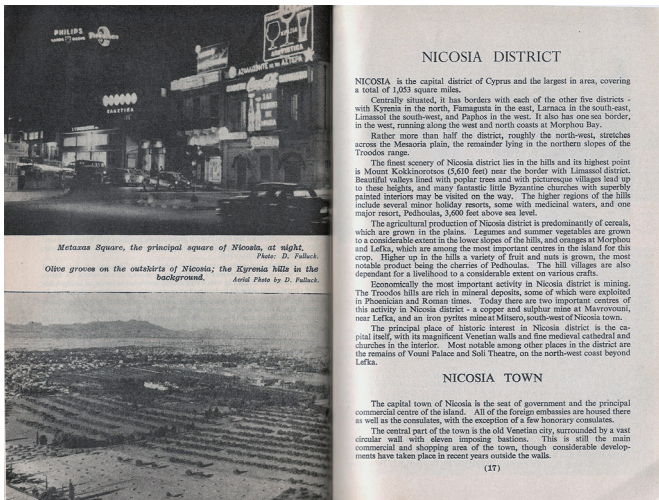 PHILIPS
Metaxas Square, the principal square of Nicosia, at night,
Photo: D. Fulluck.
Olive groves on the outskirts of Nicosia; the Kyrenia hills in the
background. Aerial Photo by D. Fulluck.
NICOSIA DISTRICT
NICOSIA is the capital district of Cyprus and the largest in area, covering
a total of 1,053 square miles.
Centrally situated, it has borders with each of the other five districts -
with Kyrenia in the north, Famagusta in the east, Larnaca in the south-east,
Limassol the south-west, and Paphos in the west. It also has one sea border,
in the west, running along the west and north coasts at Morphou Bay.
Rather more than half the district, roughly the north-west, stretches
across the Mesaoria plain, the remainder lying in the northern slopes of the
Troodos range.
The finest scenery of Nicosia district lies in the hills and its highest point
is Mount Kokkinorotsos (5,610 feet) near the border with Limassol district.
Beautiful valleys lined with poplar trees and with picturesque villages lead up
to these heights, and many fantastic little Byzantine churches with superbly
painted interiors may be visited on the way. The higher regions of the hills
include several minor holiday resorts, some with medicinal waters, and one
major resort, Pedhoulas, 3,600 feet above sea level.
The agricultural production of Nicosia district is predominantly of cereals,
which are grown in the plains. Legumes and summer vegetables are grown
to a considerable extent in the lower slopes of the hills, and oranges at Morphou
and Lefka, which are among the most important centres in the island for this
crop. Higher up in the hills a variety of fruit and nuts is grown, the most
notable product being the cherries of Pedhoulas. The hill villages are also
dependant for a livelihood to a considerable extent on various crafts.
Economically the most important activity in Nicosia district is mining.
The Troodos hills are rich in mineral deposits, some of which were exploited
in Phoenician and Roman times. Today there are two important centres of
this activity in Nicosia district - a copper and sulphur mine at Mavrovouni,
near Lefka, and an iron pyrites mine at Mitsero, south-west of Nicosia town.
The principal place of historic interest in Nicosia district is the ca-
pital itself, with its magnificent Venetian walls and fine medieval cathedral and
churches in the interior. Most notable among other places in the district are
the remains of Vouni Palace and Soli Theatre, on the north-west coast beyond
Lefka.
NICOSIA TOWN
The capital town of Nicosia is the seat of government and the principal
commercial centre of the island. All of the foreign embassies are housed there
as well as the consulates, with the exception of a few honorary consulates.
The central part of the town is the old Venetian city, surrounded by a vast
circular wall with eleven imposing bastions. This is still the main
commercial and shopping area of the town, though considerable develop-
ments have taken place in recent years outside the walls.
(17)